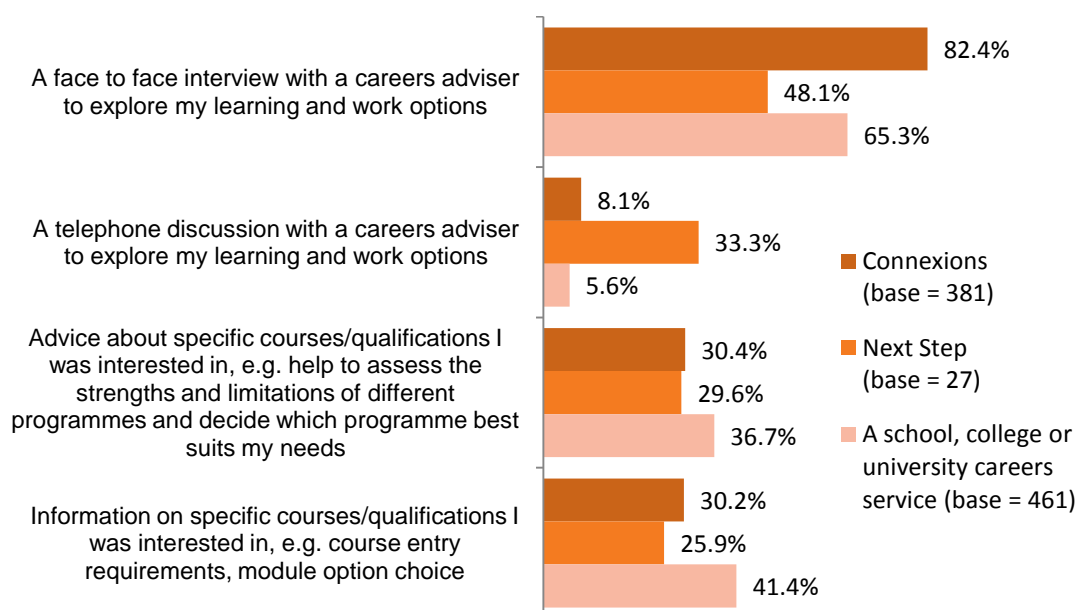 A face to face interview with a careers adviser
to explore my learning and work options
82.4%
48.1%
65.3%
A telephone discussion with a careers adviser
to explore my learning and work options
8.1%
33.3%
5.6%
Advice about specific courses/qualifications I
was interested in, e.g. help to assess the
strengths and limitations of different
programmes and decide which programme best
suits my needs
30.4%
29.6%
36.7%
Information on specific courses/qualifications I
was interested in, e.g. course entry
requirements, module option choice
30.2%
25.9%
41.4%
Connexions
(base = 381)
Next Step
(base = 27)
A school, college or
university careers
service (base = 461)